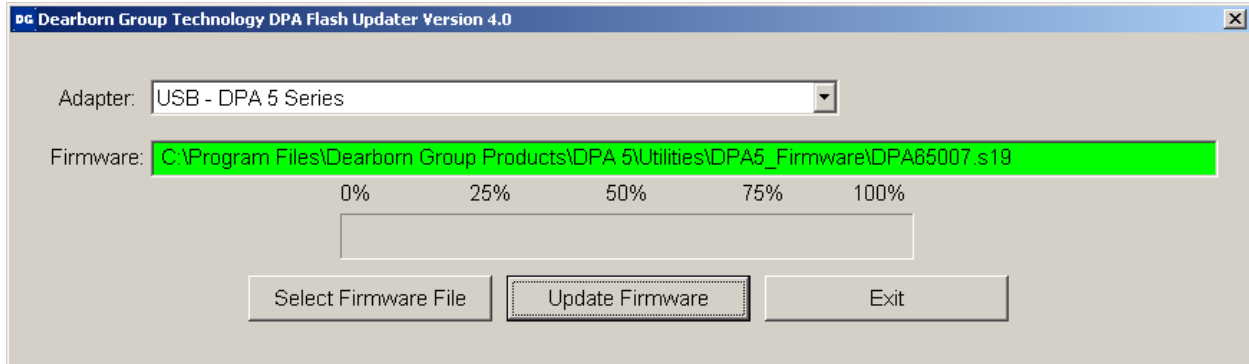 DG Dearborn Group Technology DPA Flash Updater Version 4.0
Adapter: USB - DPA 5 Series
Firmware: C:\Program Files\Dearborn Group Products\DPA 5\Utilities\DPA5_Firmware\DPA65007.s19
0% 25% 50% 75% 100%
Select Firmware File Update Firmware Exit